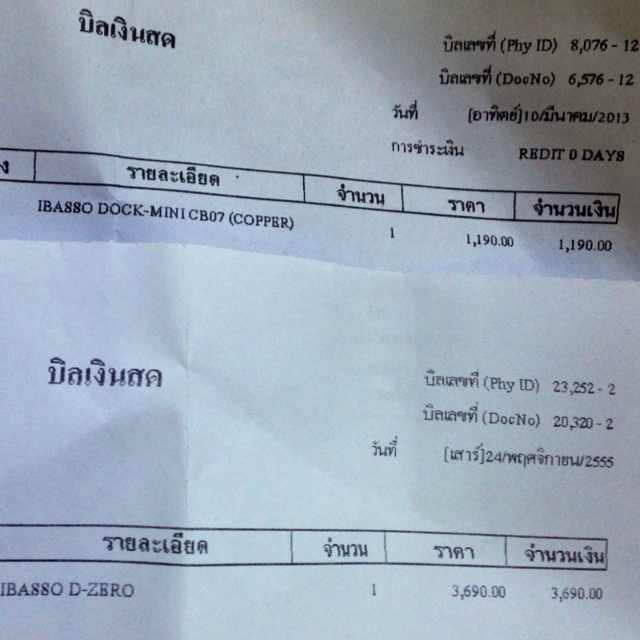 บิลเงินสด
บิลเลขที่ (Phy ID) 8,076 - 12
บิลเลขที่ (DocNo) 6,576 - 12
วันที่ [อาทิตย์]10/มีนาคม/2013
การชำระเงิน REDIT 0 DAYS
รายละเอียด จำนวน ราคา จำนวนเงิน
IBASSO DOCK-MINI CB07 (COPPER) 1 1,190.00 1,190.00
บิลเงินสด
บิลเลขที่ (Phy ID) 23,252 - 2
บิลเลขที่ (DocNo) 20,320 - 2
วันที่ [เสาร์]24/พฤศจิกายน/2555
รายละเอียด จำนวน ราคา จำนวนเงิน
IBASSO D-ZERO 1 3,690.00 3,690.00